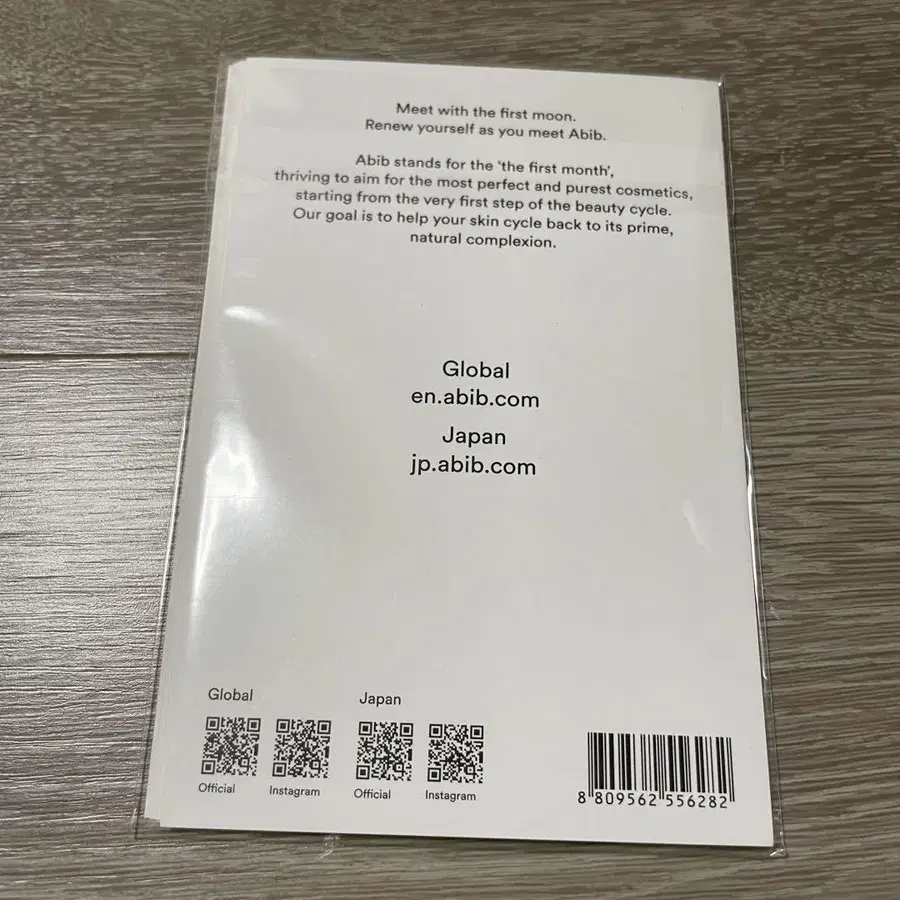 Meet with the first moon.
Renew yourself as you meet Abib.
Abib stands for the 'the first month',
thriving to aim for the most perfect and purest cosmetics,
starting from the very first step of the beauty cycle.
Our goal is to help your skin cycle back to its prime,
natural complexion.
Global
en.abib.com
Japan
jp.abib.com
Global
Japan
Official
Instagram
Official
Instagram
8 809562 556282